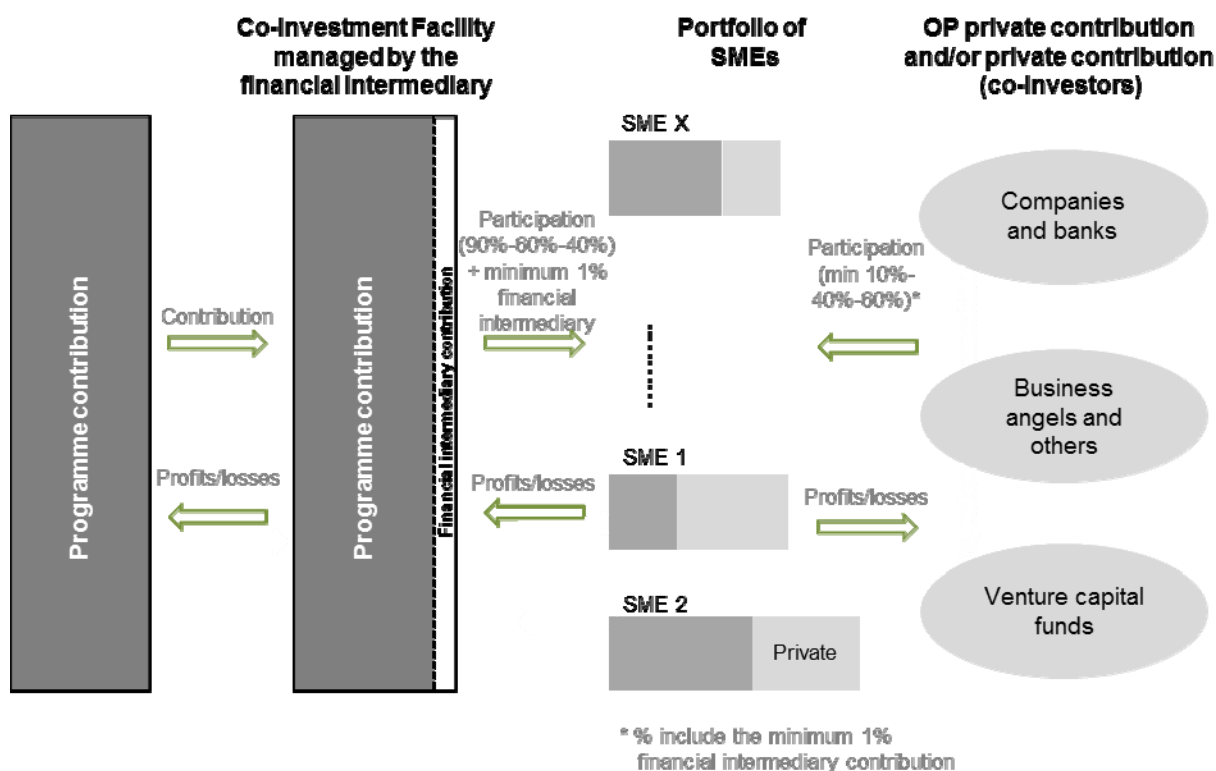 Co-Investment Facility
managed by the
financial intermediary
Portfolio of
SMEs
OP private contribution
and/or private contribution
(co-investors)
Programme contribution
Contribution
Profits/losses
Programme contribution
Financial intermediary contribution
Participation
(90%-60%-40%)
+ minimum 1%
financial
intermediary
Profits/losses
SME X
SME 1
SME 2
Private
Participation
(min 10%-
40%-60%)*
Profits/losses
Companies
and banks
Business
angels and
others
Venture capital
funds
* % include the minimum 1%
financial intermediary contribution